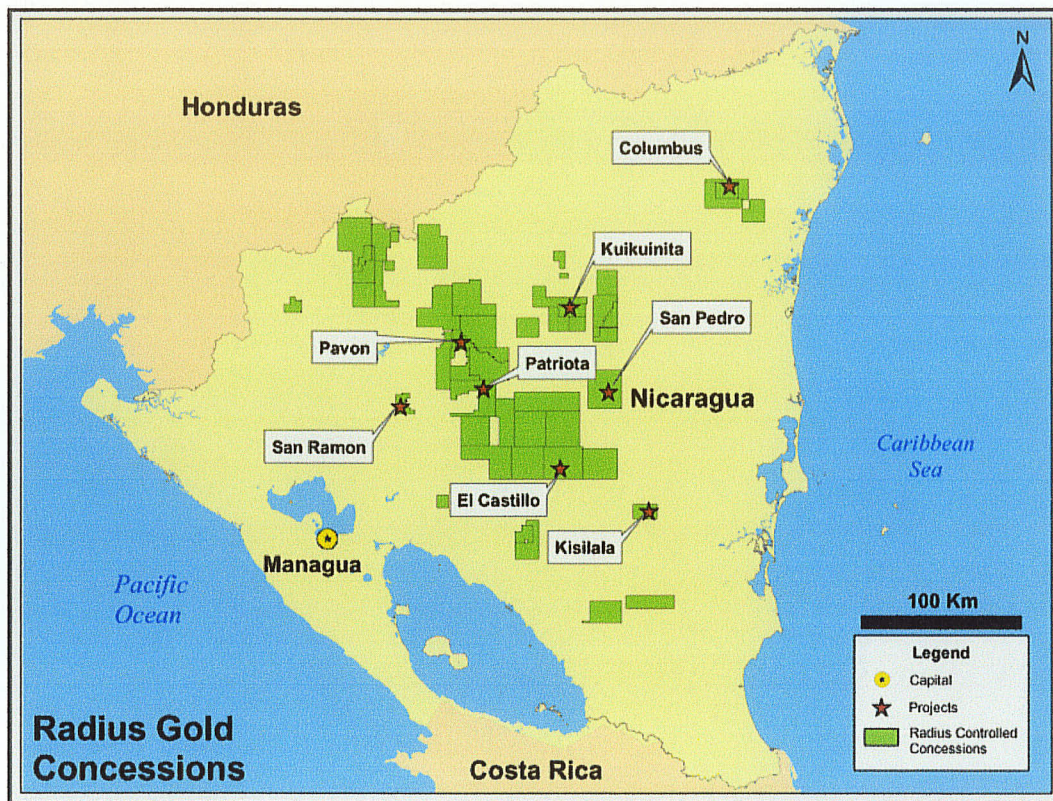 N
Honduras
Columbus
Kuikuinita
San Pedro
Pavon
Patriota
Nicaragua
San Ramon
Caribbean
Sea
El Castillo
Kisilala
Managua
Pacific
Ocean
100 Km
Legend
Capital
Projects
Radius Controlled
Concessions
Radius Gold
Concessions
Costa Rica